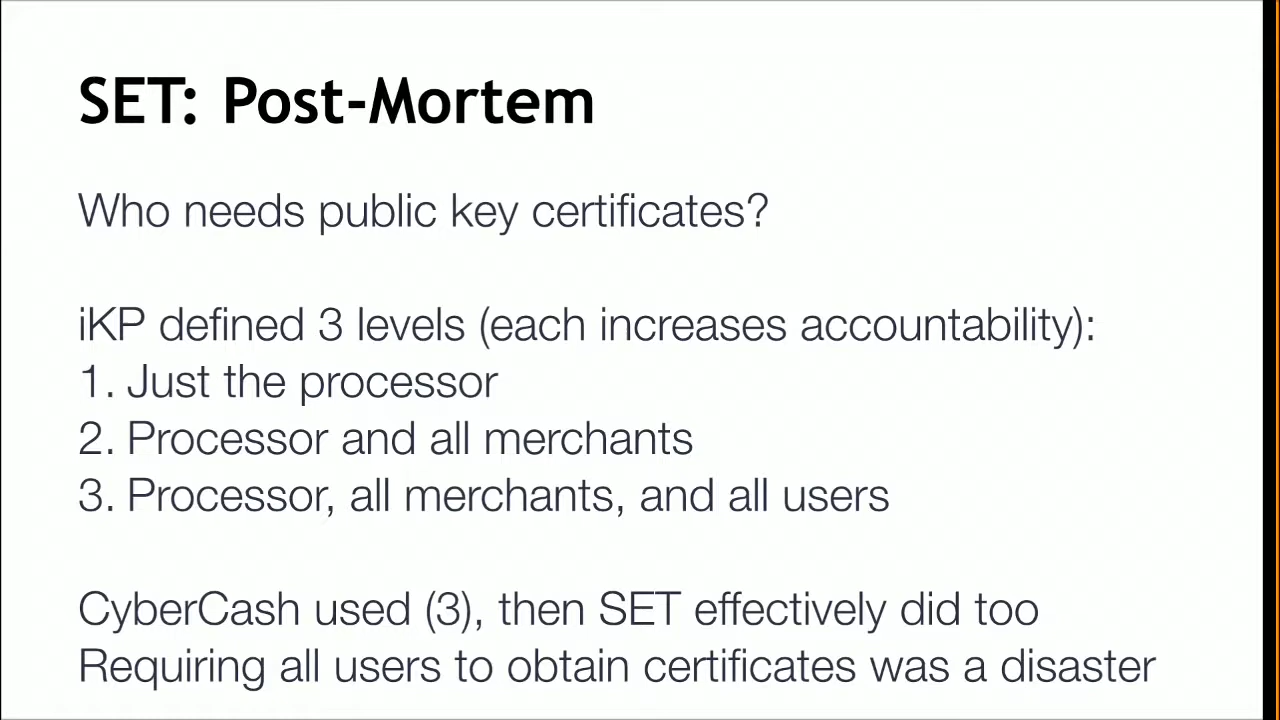 SET: Post-Mortem
Who needs public key certificates?
iKP defined 3 levels (each increases accountability):
1. Just the processor
2. Processor and all merchants
3. Processor, all merchants, and all users
CyberCash used (3), then SET effectively did too
Requiring all users to obtain certificates was a disaster